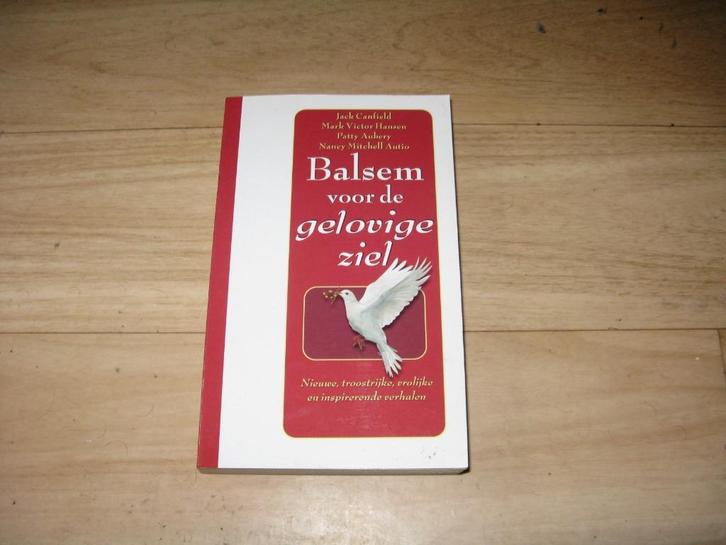 Jack Canfield
Mark Victor Hansen
Patty Aubery
Nancy Mitchell Autio
Balsem
voor de
gelovige
ziel
Nieuwe, troostrijke, vrolijke
en inspirerende verhalen